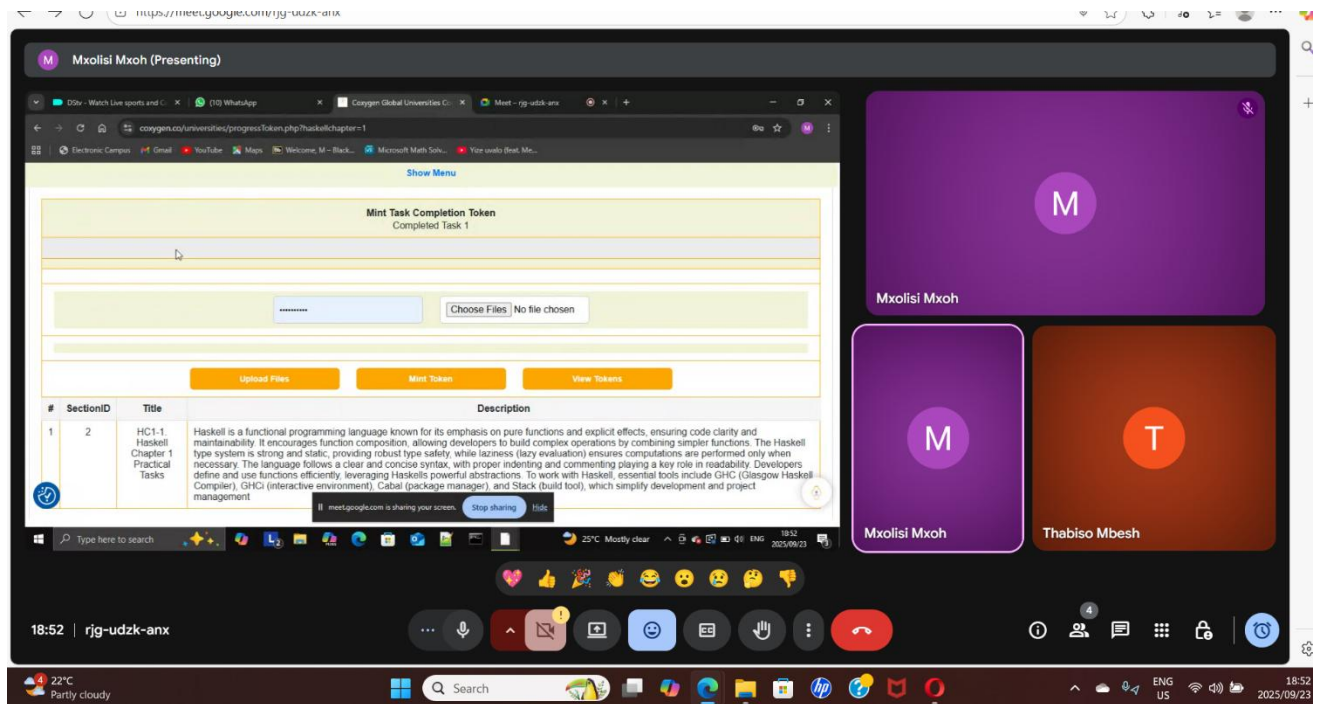 https://meet.google.com/rjg-udzk-anx
M Mxolisi Mxoh (Presenting)
DStv - Watch Live sports and C
(10) WhatsApp
Coxygen Global Universities Co
Meet – rjg-udzk-anx
coxygen.co/universities/progressToken.php?haskellchapter=1
Electronic Campus
Gmail
YouTube
Maps
Welcome, M – Black...
Microsoft Math Solv...
Yize uvalo (feat. Me...
Show Menu
Mint Task Completion Token
Completed Task 1
••••••••••
Choose Files No file chosen
Upload Files
Mint Token
View Tokens
# SectionID Title Description
1 2
HC1-1.
Haskell
Chapter 1
Practical
Tasks
Haskell is a functional programming language known for its emphasis on pure functions and explicit effects, ensuring code clarity and
maintainability. It encourages function composition, allowing developers to build complex operations by combining simpler functions. The Haskell
type system is strong and static, providing robust type safety, while laziness (lazy evaluation) ensures computations are performed only when
necessary. The language follows a clear and concise syntax, with proper indenting and commenting playing a key role in readability. Developers
define and use functions efficiently, leveraging Haskells powerful abstractions. To work with Haskell, essential tools include GHC (Glasgow Haskell
Compiler), GHCi (interactive environment), Cabal (package manager), and Stack (build tool), which simplify development and project
management
meet.google.com is sharing your screen.
Stop sharing
Hide
Type here to search
25°C Mostly clear
ENG
18:52
2025/09/23
M
Mxolisi Mxoh
M
Mxolisi Mxoh
T
Thabiso Mbesh
18:52 | rjg-udzk-anx
CC
4
4
22°C
Partly cloudy
Search
ENG
US
18:52
2025/09/23